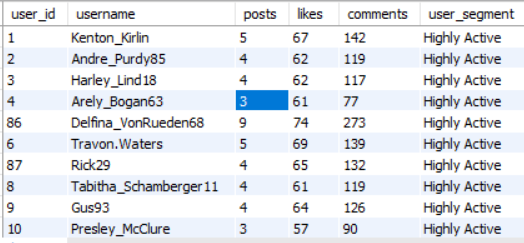 user_id username posts likes comments user_segment
1 Kenton_Kirlin 5 67 142 Highly Active
2 Andre_Purdy85 4 62 119 Highly Active
3 Harley_Lind18 4 62 117 Highly Active
4 Arely_Bogan63 3 61 77 Highly Active
86 Delfina_VonRueden68 9 74 273 Highly Active
6 Travon.Waters 5 69 139 Highly Active
87 Rick29 4 65 132 Highly Active
8 Tabitha_Schamberger11 4 61 119 Highly Active
9 Gus93 4 64 126 Highly Active
10 Presley_McClure 3 57 90 Highly Active